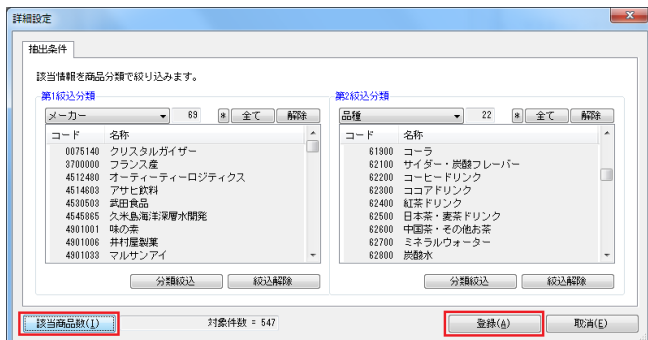 詳細設定
抽出条件
該当情報を商品分類で絞り込みます。
第1絞込分類
メーカー 69 * 全て 解除
コード 名称
0075140 クリスタルガイザー
3700000 フランス産
4512480 オーティーティーロジティクス
4514603 アサヒ飲料
4530503 武田食品
4545865 久米島海洋深層水開発
4901001 味の素
4901006 井村屋製菓
4901033 マルサンアイ
分類絞込 絞込解除
第2絞込分類
品種 22 * 全て 解除
コード 名称
61900 コーラ
62100 サイダー・炭酸フレーバー
62200 コーヒードリンク
62300 ココアドリンク
62400 紅茶ドリンク
62500 日本茶・麦茶ドリンク
62600 中国茶・その他お茶
62700 ミネラルウォーター
62800 炭酸水
分類絞込 絞込解除
該当商品数(I) 対象件数 = 547 登録(A) 取消(E)